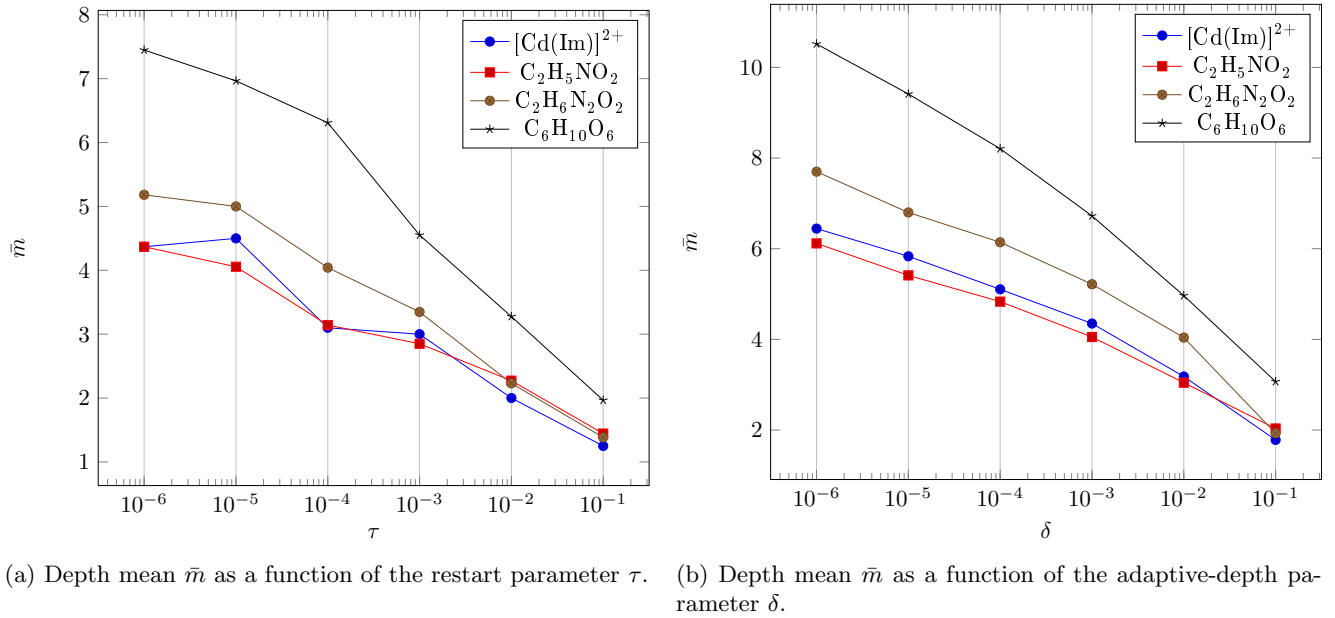 8
7
6
5
4
3
2
1
m̄
10⁻⁶ 10⁻⁵ 10⁻⁴ 10⁻³ 10⁻² 10⁻¹
τ
[Cd(Im)]²⁺
C₂H₅NO₂
C₂H₆N₂O₂
C₆H₁₀O₆
(a) Depth mean m̄ as a function of the restart parameter τ.
10
8
6
4
2
m̄
10⁻⁶ 10⁻⁵ 10⁻⁴ 10⁻³ 10⁻² 10⁻¹
δ
[Cd(Im)]²⁺
C₂H₅NO₂
C₂H₆N₂O₂
C₆H₁₀O₆
(b) Depth mean m̄ as a function of the adaptive-depth pa-
rameter δ.